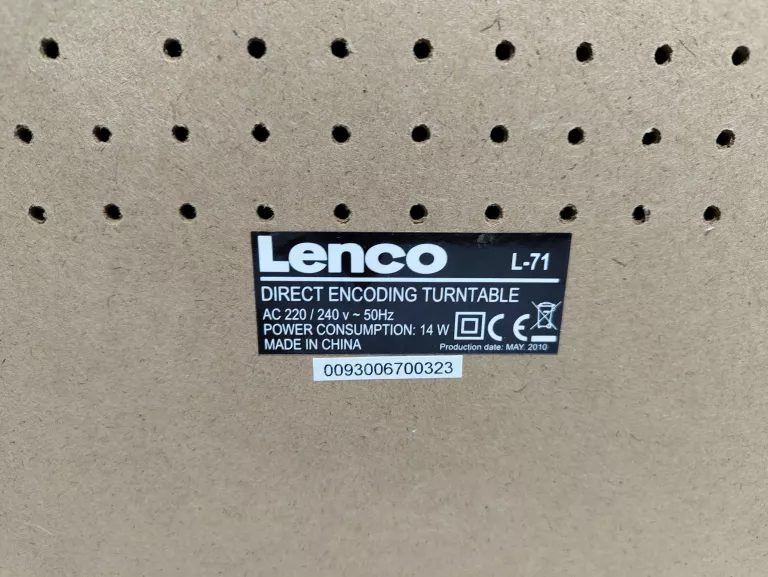 Lenco L-71
DIRECT ENCODING TURNTABLE
AC 220 / 240 v ~ 50Hz
POWER CONSUMPTION: 14 W
MADE IN CHINA
CE
Production date: MAY. 2010
0093006700323